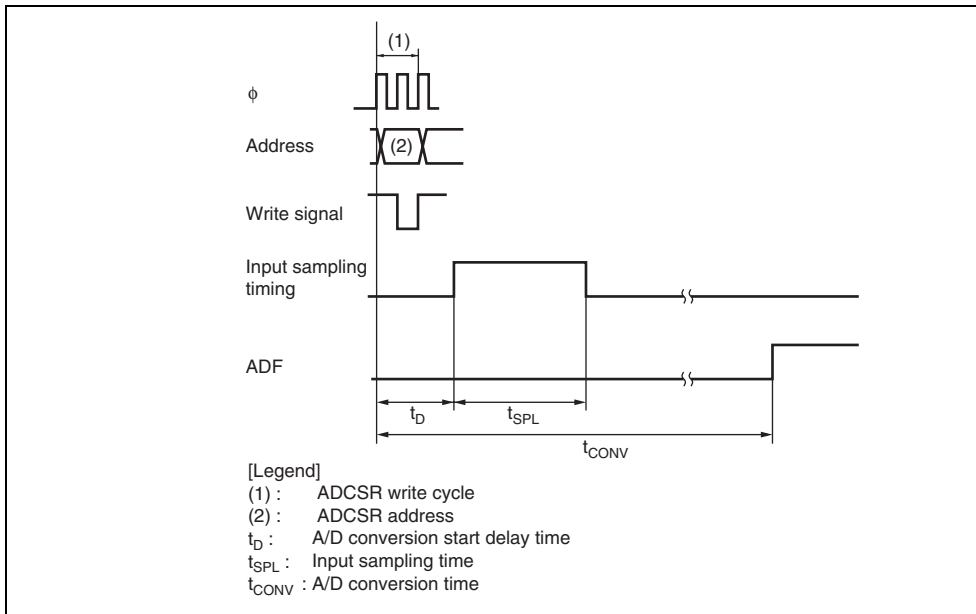 (1)
φ
Address
(2)
Write signal
Input sampling
timing
ADF
tD
tSPL
tCONV
[Legend]
(1) : ADCSR write cycle
(2) : ADCSR address
tD : A/D conversion start delay time
tSPL : Input sampling time
tCONV : A/D conversion time